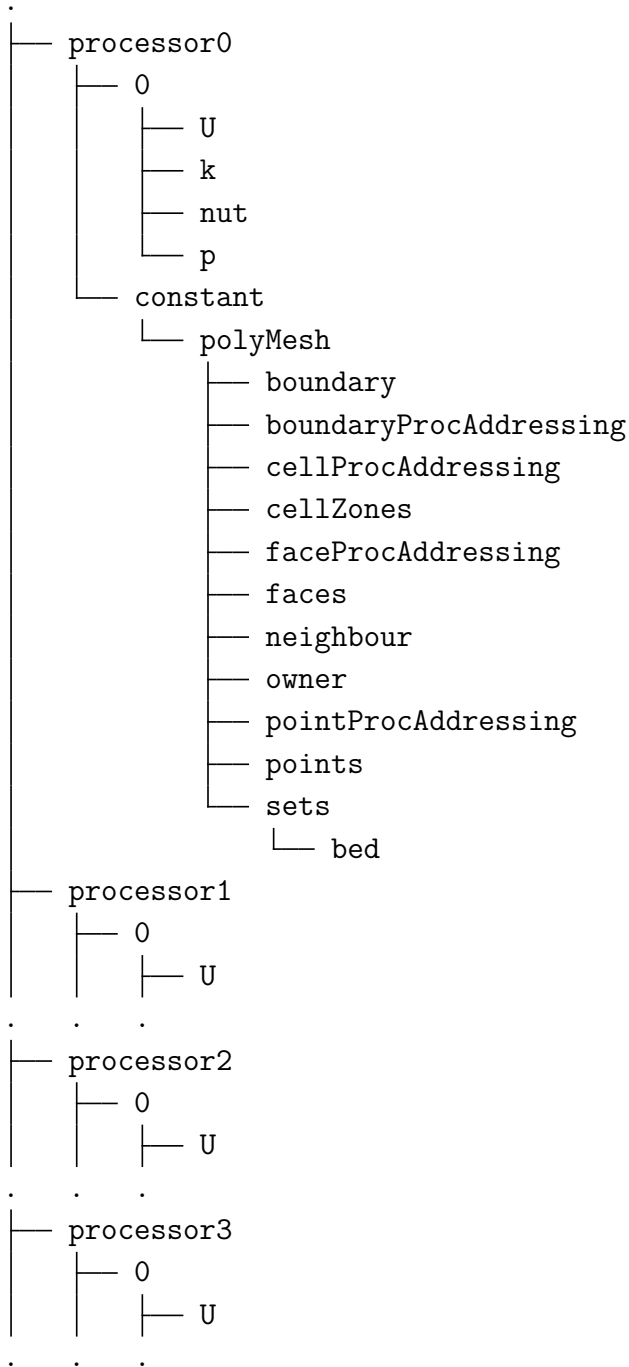 .
processor0
0
U
k
nut
p
constant
polyMesh
boundary
boundaryProcAddressing
cellProcAddressing
cellZones
faceProcAddressing
faces
neighbour
owner
pointProcAddressing
points
sets
bed
processor1
0
U
. . .
processor2
0
U
. . .
processor3
0
U
. . .